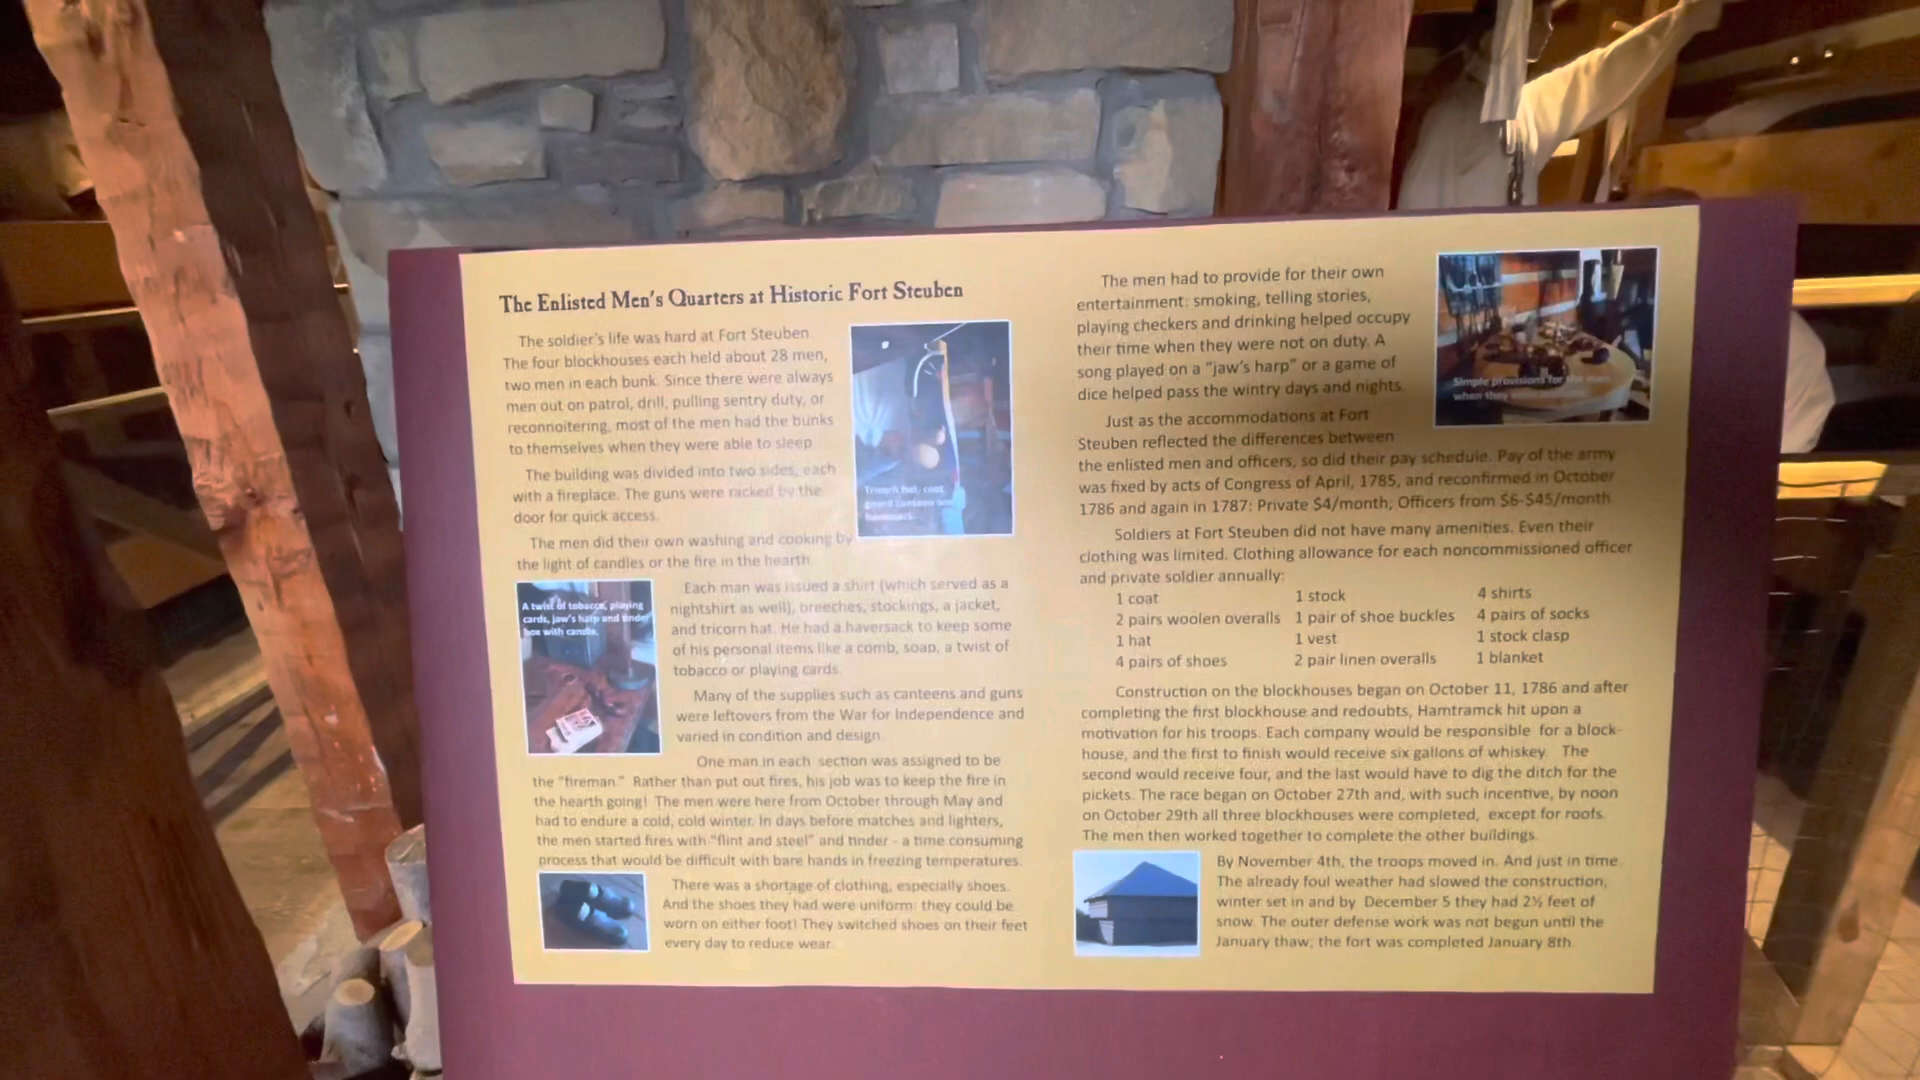 The Enlisted Men's Quarters at Historic Fort Steuben
The soldier's life was hard at Fort Steuben.
The four blockhouses each held about 28 men,
two men in each bunk. Since there were always
men out on patrol, drill, pulling sentry duty, or
reconnoitering, most of the men had the bunks
to themselves when they were able to sleep
The building was divided into two sides, each
with a fireplace. The guns were racked by the
door for quick access.
The men did their own washing and cooking by
the light of candles or the fire in the hearth
Tricorn hat, coat,
gourd canteen and
haversack.
A twist of tobacco, playing
cards, jaw's harp and tinder
box with candle.
Each man was issued a shirt (which served as a
nightshirt as well), breeches, stockings, a jacket,
and tricorn hat. He had a haversack to keep some
of his personal items like a comb, soap, a twist of
tobacco or playing cards.
Many of the supplies such as canteens and guns
were leftovers from the War for Independence and
varied in condition and design.
One man in each section was assigned to be
the "fireman." Rather than put out fires, his job was to keep the fire in
the hearth going! The men were here from October through May and
had to endure a cold, cold winter. In days before matches and lighters,
the men started fires with "flint and steel" and tinder - a time consuming
process that would be difficult with bare hands in freezing temperatures.
There was a shortage of clothing, especially shoes.
And the shoes they had were uniform: they could be
worn on either foot! They switched shoes on their feet
every day to reduce wear.
The men had to provide for their own
entertainment: smoking, telling stories,
playing checkers and drinking helped occupy
their time when they were not on duty. A
song played on a "jaw's harp" or a game of
dice helped pass the wintry days and nights.
Simple provisions for the men
when they
Just as the accommodations at Fort
Steuben reflected the differences between
the enlisted men and officers, so did their pay schedule. Pay of the army
was fixed by acts of Congress of April, 1785, and reconfirmed in October
1786 and again in 1787: Private $4/month; Officers from $6-$45/month
Soldiers at Fort Steuben did not have many amenities. Even their
clothing was limited. Clothing allowance for each noncommissioned officer
and private soldier annually:
1 coat 1 stock 4 shirts
2 pairs woolen overalls 1 pair of shoe buckles 4 pairs of socks
1 hat 1 vest 1 stock clasp
4 pairs of shoes 2 pair linen overalls 1 blanket
Construction on the blockhouses began on October 11, 1786 and after
completing the first blockhouse and redoubts, Hamtramck hit upon a
motivation for his troops. Each company would be responsible for a block-
house, and the first to finish would receive six gallons of whiskey. The
second would receive four, and the last would have to dig the ditch for the
pickets. The race began on October 27th and, with such incentive, by noon
on October 29th all three blockhouses were completed, except for roofs.
The men then worked together to complete the other buildings.
By November 4th, the troops moved in. And just in time.
The already foul weather had slowed the construction,
winter set in and by December 5 they had 2½ feet of
snow. The outer defense work was not begun until the
January thaw; the fort was completed January 8th.